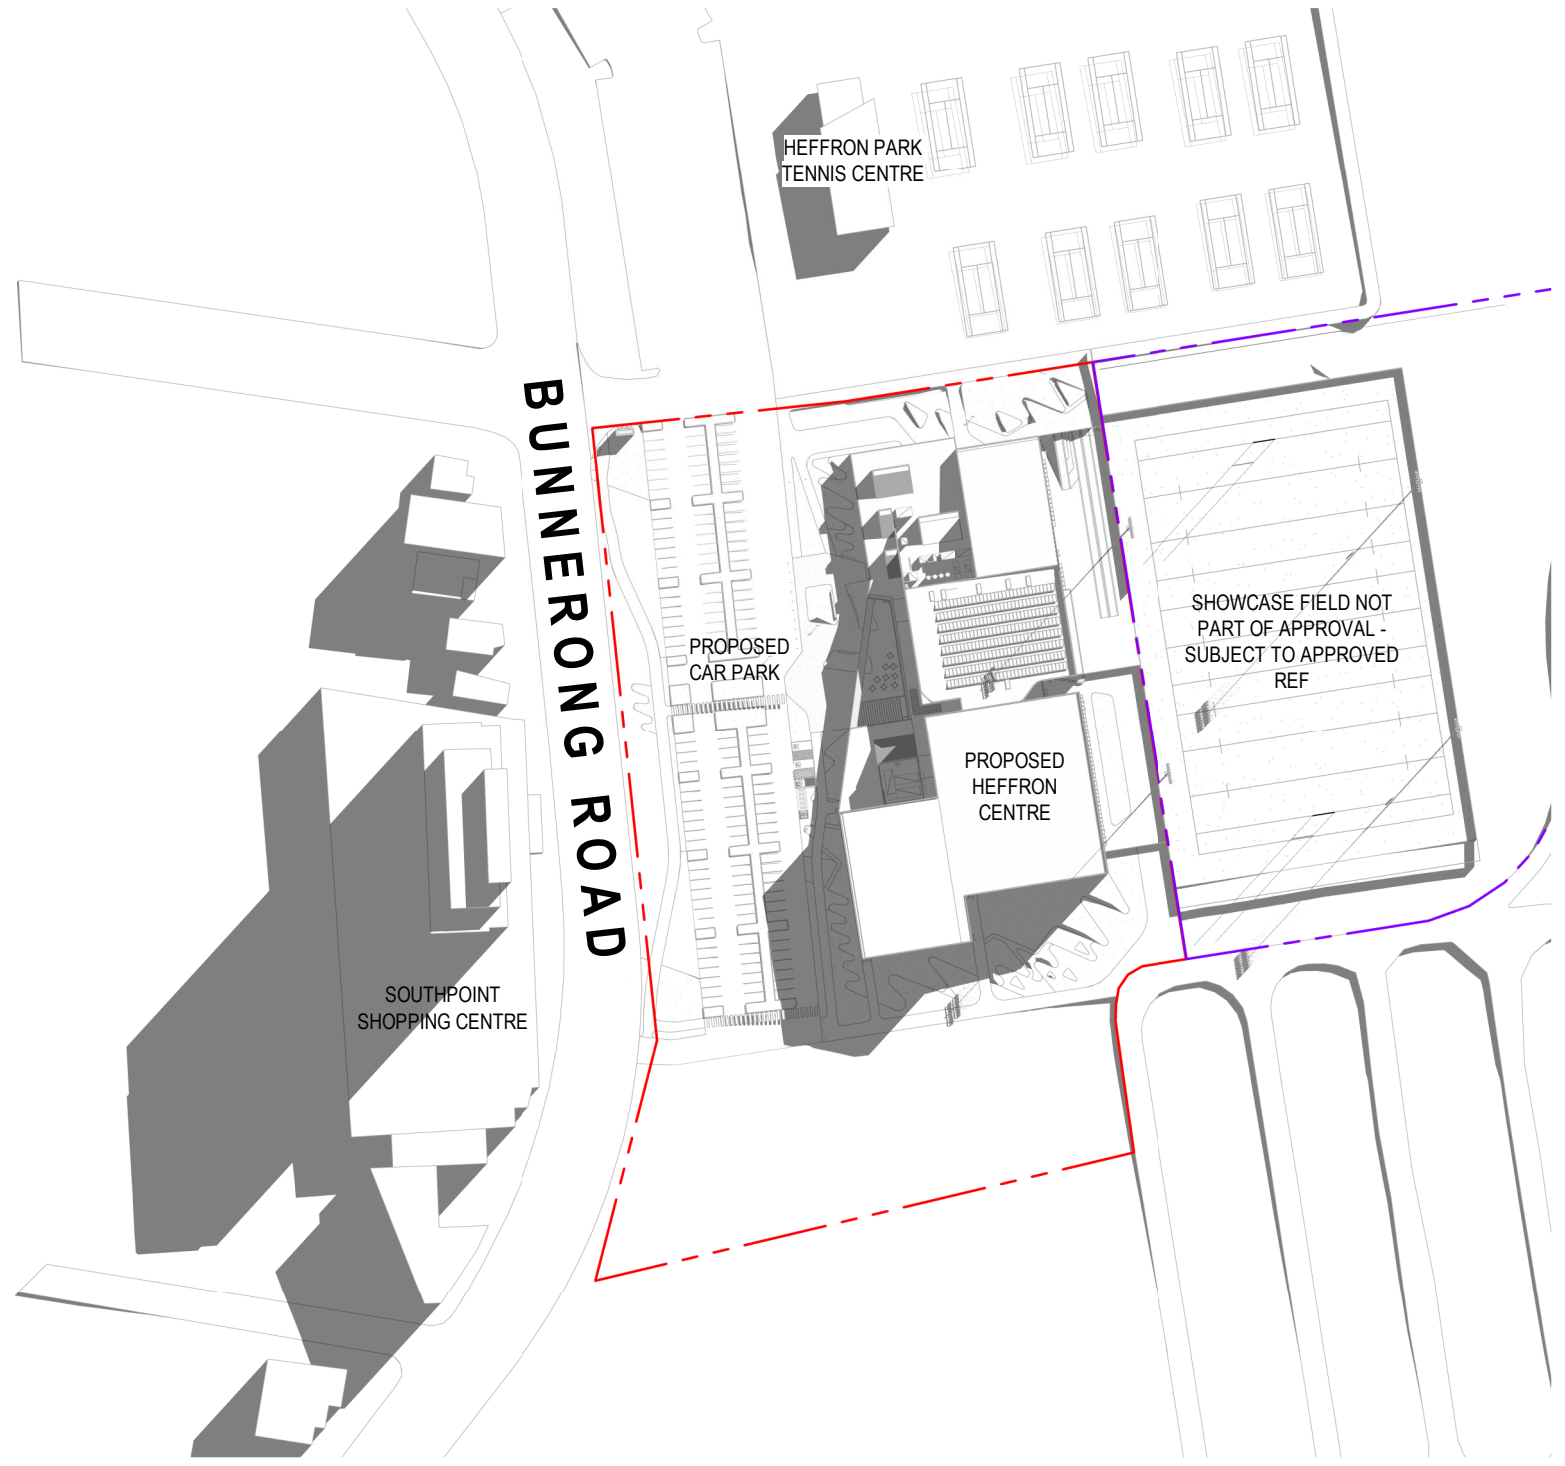 HEFFRON PARK
TENNIS CENTRE
BUNNERONG ROAD
SHOWCASE FIELD NOT
PART OF APPROVAL -
SUBJECT TO APPROVED
REF
PROPOSED
CAR PARK
PROPOSED
HEFFRON
CENTRE
SOUTHPOINT
SHOPPING CENTRE